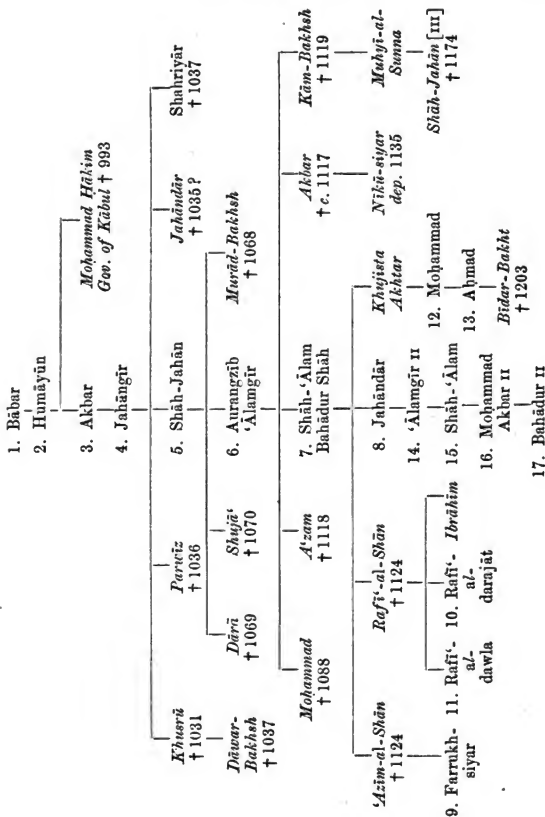 1. Bābar
2. Humāyūn
3. Akbar
Mohammad Ḥākim
Gov. of Kābul † 993
4. Jahāngīr
Khusrū
† 1031
Parwīz
† 1036
5. Shāh-Jahān
Jahāndār
† 1035?
Shahriyār
† 1037
Dāwar-
Bakhsh
† 1037
Dārā
† 1069
Shujā‘
† 1070
6. Aurangzīb
‘Ālamgīr
Murād-Bakhsh
† 1068
Moḥammad
† 1088
A‘ẓam
† 1118
7. Shāh-‘Ālam
Bahādur Shāh
Akbar
† c. 1117
Kām-Bakhsh
† 1119
‘Aẓīm-al-Shān
† 1124
Rafī‘-al-Shān
† 1124
8. Jahāndār
Khujista
Akhtar
Nīkū-siyar
dep. 1135
Muḥyī-al-
Sunna
9. Farrukh-
siyar
11. Rafī‘-
al-
dawla
10. Rafī‘-
al-
darajāt
Ibrāhīm
14. ‘Ālamgīr II
12. Moḥammad
Shāh-Jahān [III]
† 1174
15. Shāh-‘Ālam
13. Aḥmad
16. Moḥammad
Akbar II
Bīdar-Bakht
† 1203
17. Bahādur II